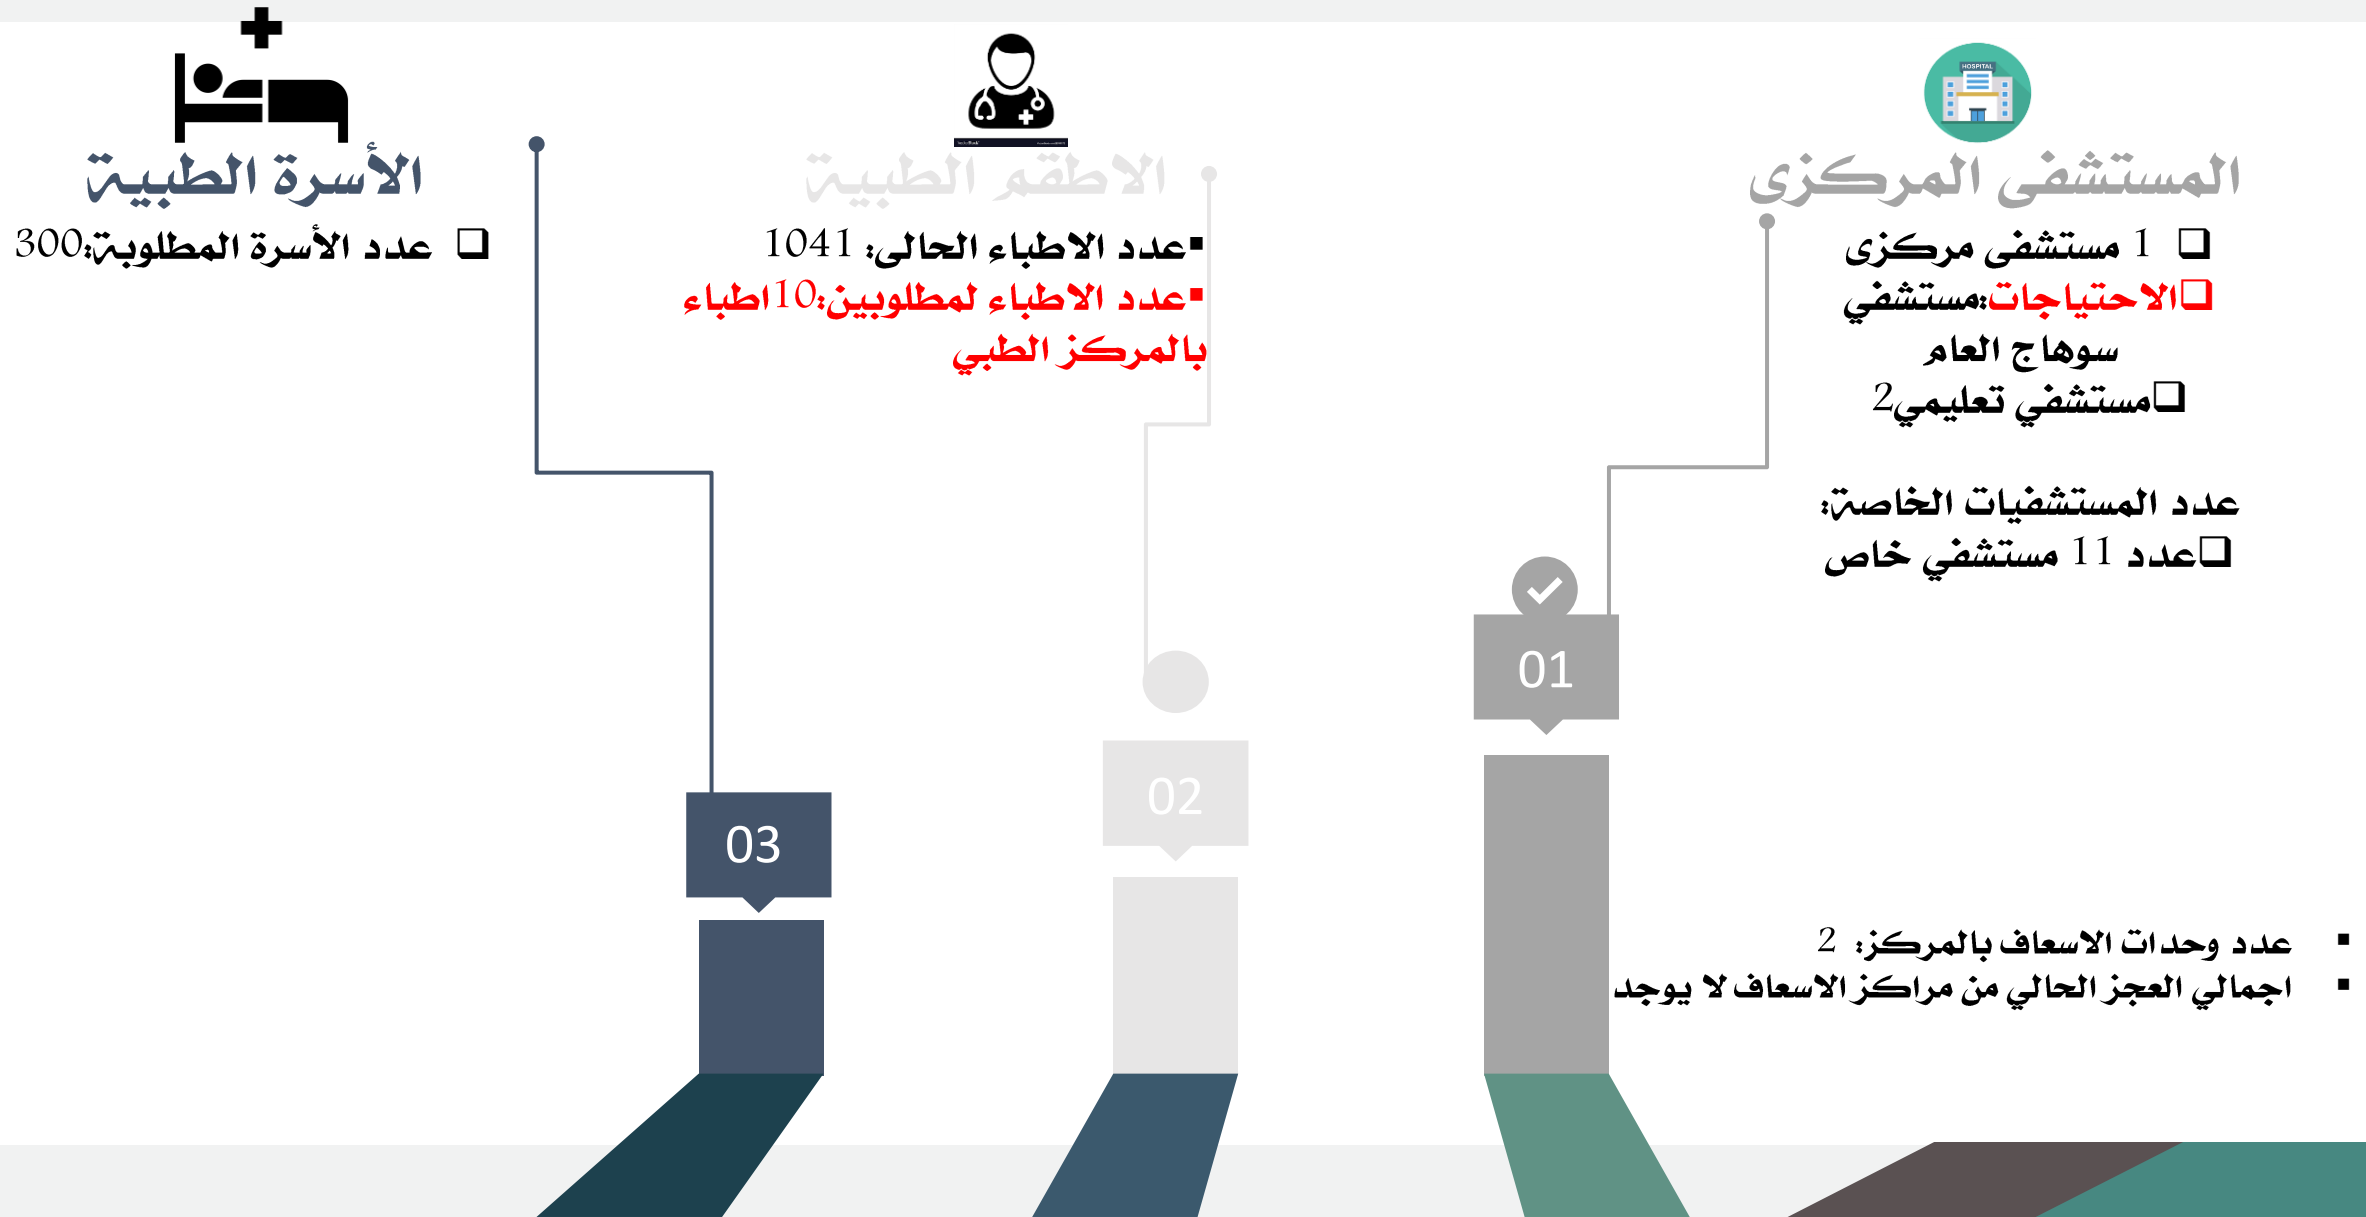 HOSPITAL
المستشفى المركزى
❑ 1 مستشفى مركزى
❑الاحتياجات:مستشفي
سوهاج العام
❑مستشفي تعليمي2
عدد المستشفيات الخاصة:
❑عدد 11 مستشفي خاص
01
▪ عدد وحدات الاسعاف بالمركز: 2
▪ اجمالي العجز الحالي من مراكز الاسعاف لا يوجد
الاطقم الطبية
▪عدد الاطباء الحالى: 1041
▪عدد الاطباء لمطلوبين:10اطباء
بالمركز الطبي
02
الأسرة الطبية
❑ عدد الأسرة المطلوبة:300
03